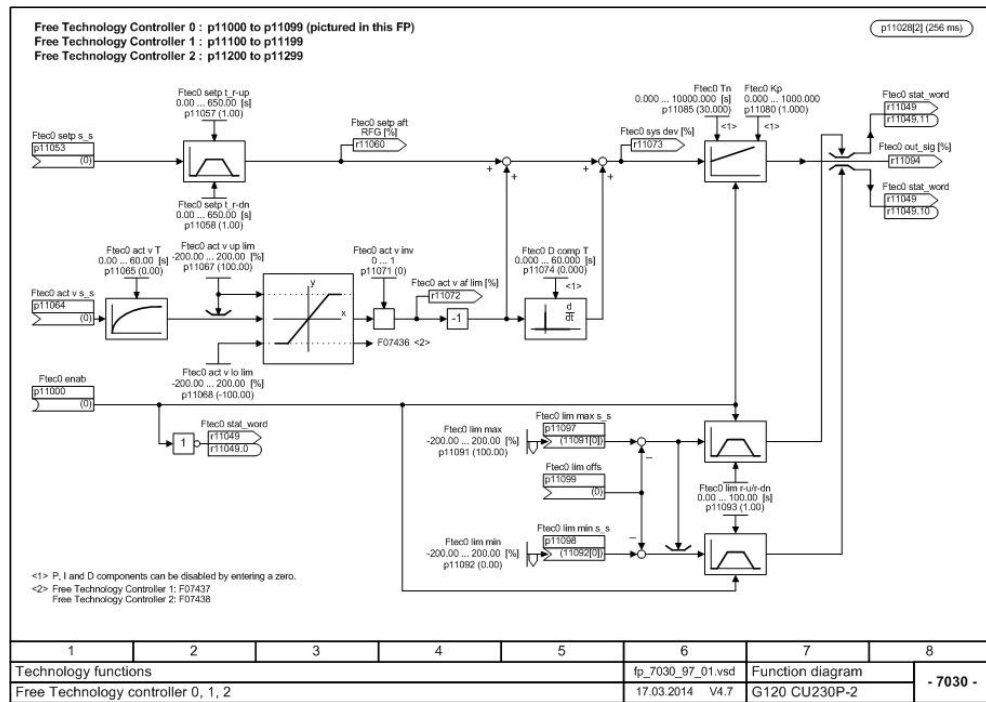 Free Technology Controller 0 : p11000 to p11099 (pictured in this FP)
Free Technology Controller 1 : p11100 to p11199
Free Technology Controller 2 : p11200 to p11299
p11028[2] (256 ms)
Ftec0 setp t_r-up
0.00 ... 650.00 [s]
p11057 (1.00)
Ftec0 setp s_s
p11053
(0)
Ftec0 setp aft
RFG [%]
r11060
Ftec0 setp t_r-dn
0.00 ... 650.00 [s]
p11058 (1.00)
Ftec0 sys dev [%]
r11073
Ftec0 Tn
0.000 ... 10000.000 [s]
p11085 (30.000)
<1>
Ftec0 Kp
0.000 ... 1000.000
p11080 (1.000)
<1>
Ftec0 stat_word
r11049
r11049.11
Ftec0 out_sig [%]
r11094
Ftec0 stat_word
r11049
r11049.10
+
+
+
+
Ftec0 act v T
0.00 ... 60.00 [s]
p11065 (0.00)
Ftec0 act v up lim
-200.00 ... 200.00 [%]
p11067 (100.00)
Ftec0 act v inv
0 ... 1
p11071 (0)
Ftec0 act v af lim [%]
r11072
Ftec0 D comp T
0.000 ... 60.000 [s]
p11074 (0.000)
<1>
Ftec0 act v s_s
p11064
(0)
y
x
-1
d
dt
F07436 <2>
Ftec0 act v lo lim
-200.00 ... 200.00 [%]
p11068 (-100.00)
Ftec0 enab
p11000
(0)
1
Ftec0 stat_word
r11049
r11049.0
Ftec0 lim max
-200.00 ... 200.00 [%]
p11091 (100.00)
Ftec0 lim max s_s
p11097
(11091[0])
–
Ftec0 lim offs
p11099
(0)
Ftec0 lim r-u/r-dn
0.00 ... 100.00 [s]
p11093 (1.00)
–
Ftec0 lim min
-200.00 ... 200.00 [%]
p11092 (0.00)
Ftec0 lim min s_s
p11098
(11092[0])
<1> P, I and D components can be disabled by entering a zero.
<2> Free Technology Controller 1: F07437
Free Technology Controller 2: F07438
1 2 3 4 5 6 7 8
Technology functions fp_7030_97_01.vsd Function diagram
- 7030 -
Free Technology controller 0, 1, 2 17.03.2014 V4.7 G120 CU230P-2